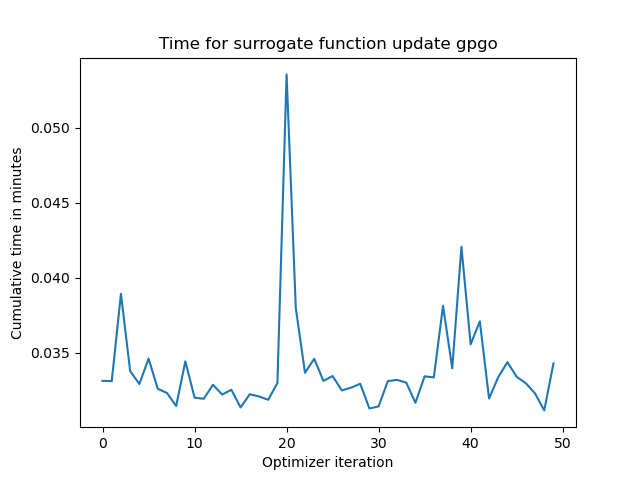 Time for surrogate function update gpgo
Cumulative time in minutes
0.050
0.045
0.040
0.035
0 10 20 30 40 50
Optimizer iteration